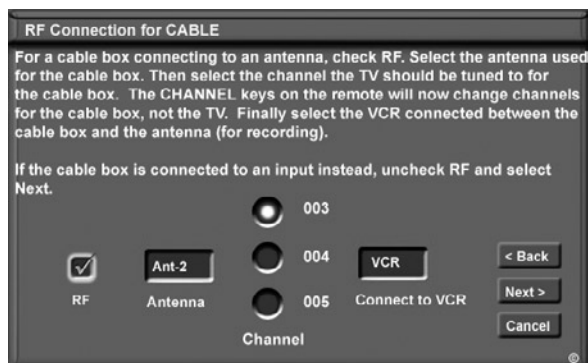 RF Connection for CABLE
For a cable box connecting to an antenna, check RF. Select the antenna used
for the cable box. Then select the channel the TV should be tuned to for
the cable box. The CHANNEL keys on the remote will now change channels
for the cable box, not the TV. Finally select the VCR connected between the
cable box and the antenna (for recording).
If the cable box is connected to an input instead, uncheck RF and select
Next.
003
004
005
Channel
RF
Ant-2
Antenna
VCR
Connect to VCR
< Back
Next >
Cancel